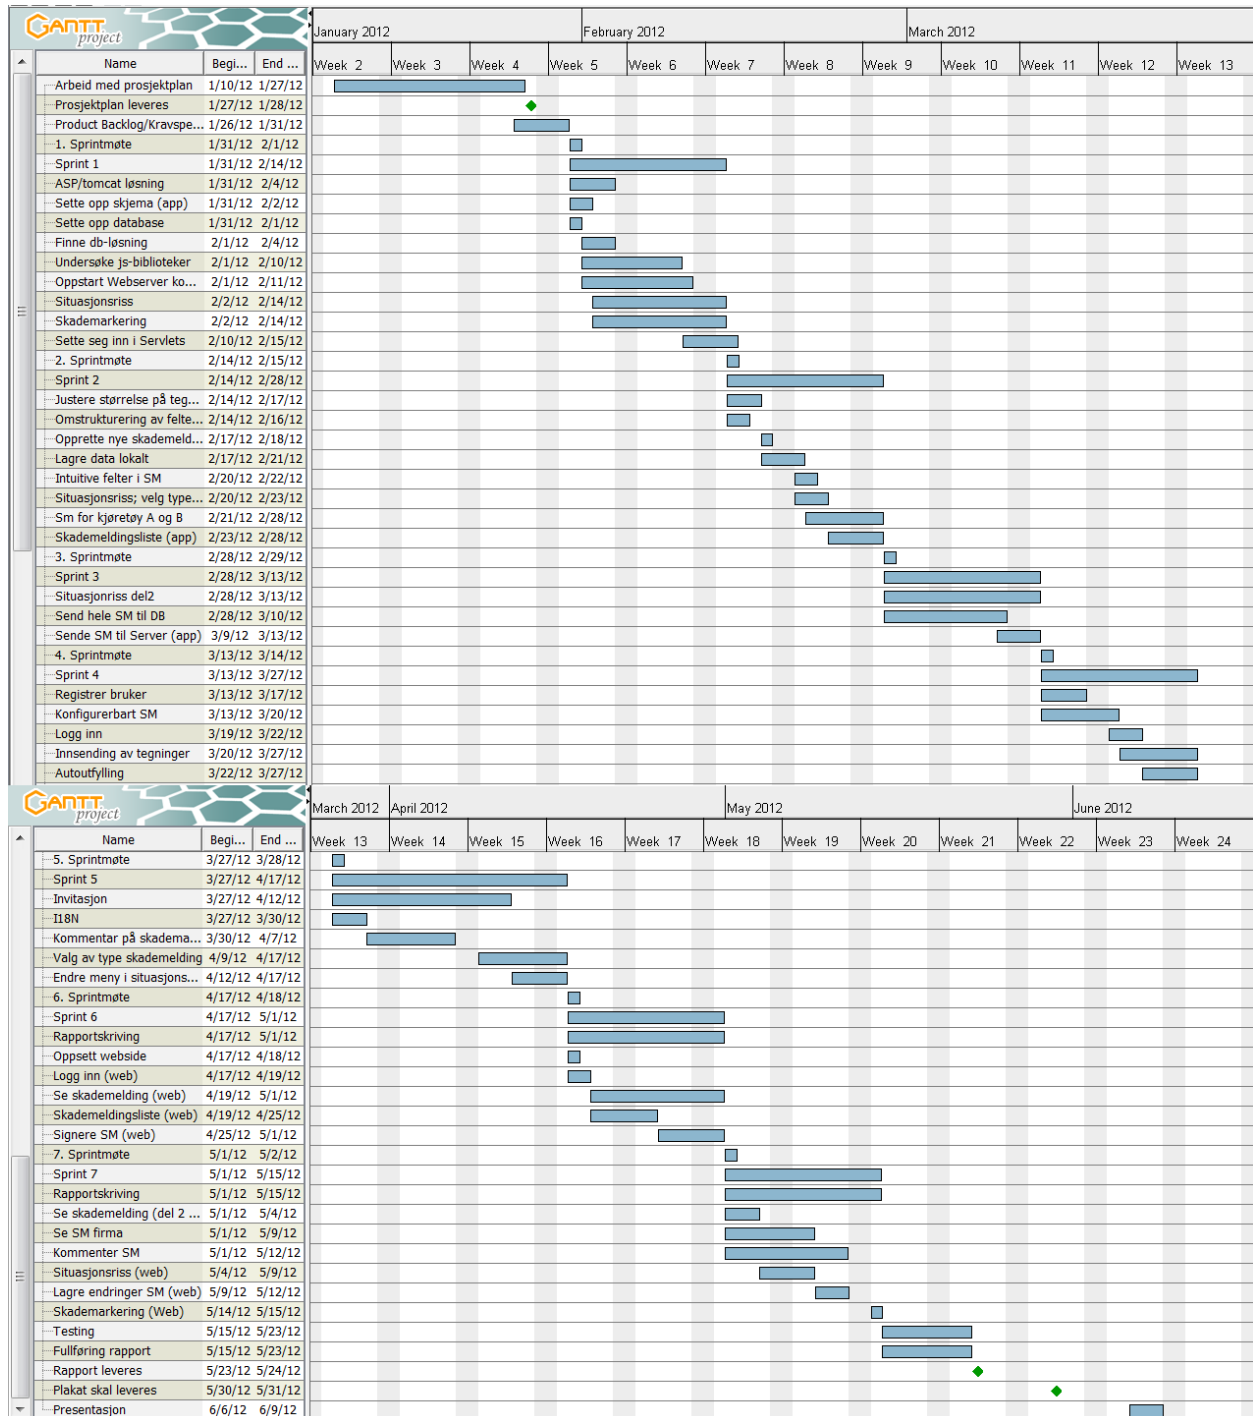 GANTT
project
January 2012 February 2012 March 2012
Name Begi... End ... Week 2 Week 3 Week 4 Week 5 Week 6 Week 7 Week 8 Week 9 Week 10 Week 11 Week 12 Week 13
Arbeid med prosjektplan 1/10/12 1/27/12
Prosjektplan leveres 1/27/12 1/28/12
Product Backlog/Kravspe... 1/26/12 1/31/12
1. Sprintmøte 1/31/12 2/1/12
Sprint 1 1/31/12 2/14/12
ASP/tomcat løsning 1/31/12 2/4/12
Sette opp skjema (app) 1/31/12 2/2/12
Sette opp database 1/31/12 2/1/12
Finne db-løsning 2/1/12 2/4/12
Undersøke js-biblioteker 2/1/12 2/10/12
Oppstart Webserver ko... 2/1/12 2/11/12
Situasjonsriss 2/2/12 2/14/12
Skademarkering 2/2/12 2/14/12
Sette seg inn i Servlets 2/10/12 2/15/12
2. Sprintmøte 2/14/12 2/15/12
Sprint 2 2/14/12 2/28/12
Justere størrelse på teg... 2/14/12 2/17/12
Omstrukturering av felte... 2/14/12 2/16/12
Opprette nye skademeld... 2/17/12 2/18/12
Lagre data lokalt 2/17/12 2/21/12
Intuitive felter i SM 2/20/12 2/22/12
Situasjonsriss; velg type... 2/20/12 2/23/12
Sm for kjøretøy A og B 2/21/12 2/28/12
Skademeldingsliste (app) 2/23/12 2/28/12
3. Sprintmøte 2/28/12 2/29/12
Sprint 3 2/28/12 3/13/12
Situasjonriss del2 2/28/12 3/13/12
Send hele SM til DB 2/28/12 3/10/12
Sende SM til Server (app) 3/9/12 3/13/12
4. Sprintmøte 3/13/12 3/14/12
Sprint 4 3/13/12 3/27/12
Registrer bruker 3/13/12 3/17/12
Konfigurerbart SM 3/13/12 3/20/12
Logg inn 3/19/12 3/22/12
Innsending av tegninger 3/20/12 3/27/12
Autoutfylling 3/22/12 3/27/12
GANTT
project
March 2012 April 2012 May 2012 June 2012
Name Begi... End ... Week 13 Week 14 Week 15 Week 16 Week 17 Week 18 Week 19 Week 20 Week 21 Week 22 Week 23 Week 24
5. Sprintmøte 3/27/12 3/28/12
Sprint 5 3/27/12 4/17/12
Invitasjon 3/27/12 4/12/12
I18N 3/27/12 3/30/12
Kommentar på skadema... 3/30/12 4/7/12
Valg av type skademelding 4/9/12 4/17/12
Endre meny i situasjons... 4/12/12 4/17/12
6. Sprintmøte 4/17/12 4/18/12
Sprint 6 4/17/12 5/1/12
Rapportskriving 4/17/12 5/1/12
Oppsett webside 4/17/12 4/18/12
Logg inn (web) 4/17/12 4/19/12
Se skademelding (web) 4/19/12 5/1/12
Skademeldingsliste (web) 4/19/12 4/25/12
Signere SM (web) 4/25/12 5/1/12
7. Sprintmøte 5/1/12 5/2/12
Sprint 7 5/1/12 5/15/12
Rapportskriving 5/1/12 5/15/12
Se skademelding (del 2 ... 5/1/12 5/4/12
Se SM firma 5/1/12 5/9/12
Kommenter SM 5/1/12 5/12/12
Situasjonsriss (web) 5/4/12 5/9/12
Lagre endringer SM (web) 5/9/12 5/12/12
Skademarkering (Web) 5/14/12 5/15/12
Testing 5/15/12 5/23/12
Fullføring rapport 5/15/12 5/23/12
Rapport leveres 5/23/12 5/24/12
Plakat skal leveres 5/30/12 5/31/12
Presentasjon 6/6/12 6/9/12